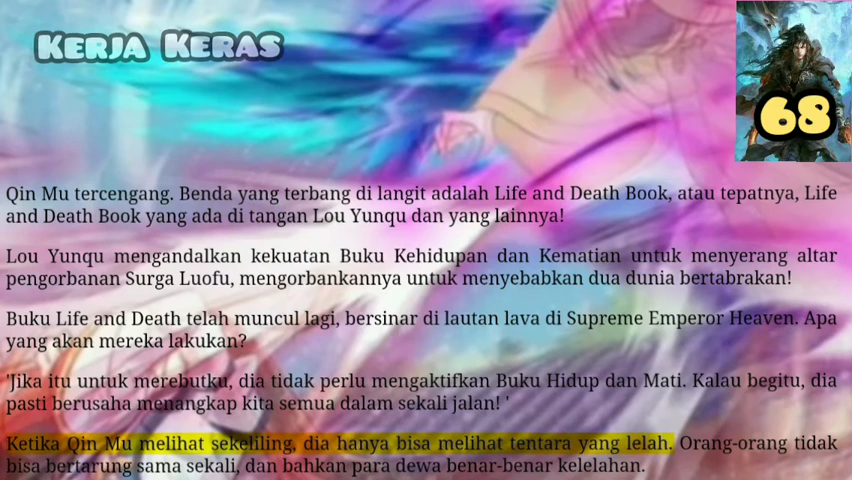 Kerja Keras
68
Qin Mu tercengang. Benda yang terbang di langit adalah Life and Death Book, atau tepatnya, Life
and Death Book yang ada di tangan Lou Yunqu dan yang lainnya!
Lou Yunqu mengandalkan kekuatan Buku Kehidupan dan Kematian untuk menyerang altar
pengorbanan Surga Luofu, mengorbankannya untuk menyebabkan dua dunia bertabrakan!
Buku Life and Death telah muncul lagi, bersinar di lautan lava di Supreme Emperor Heaven. Apa
yang akan mereka lakukan?
'Jika itu untuk merebutku, dia tidak perlu mengaktifkan Buku Hidup dan Mati. Kalau begitu, dia
pasti berusaha menangkap kita semua dalam sekali jalan! '
Ketika Qin Mu melihat sekeliling, dia hanya bisa melihat tentara yang lelah. Orang-orang tidak
bisa bertarung sama sekali, dan bahkan para dewa benar-benar kelelahan.